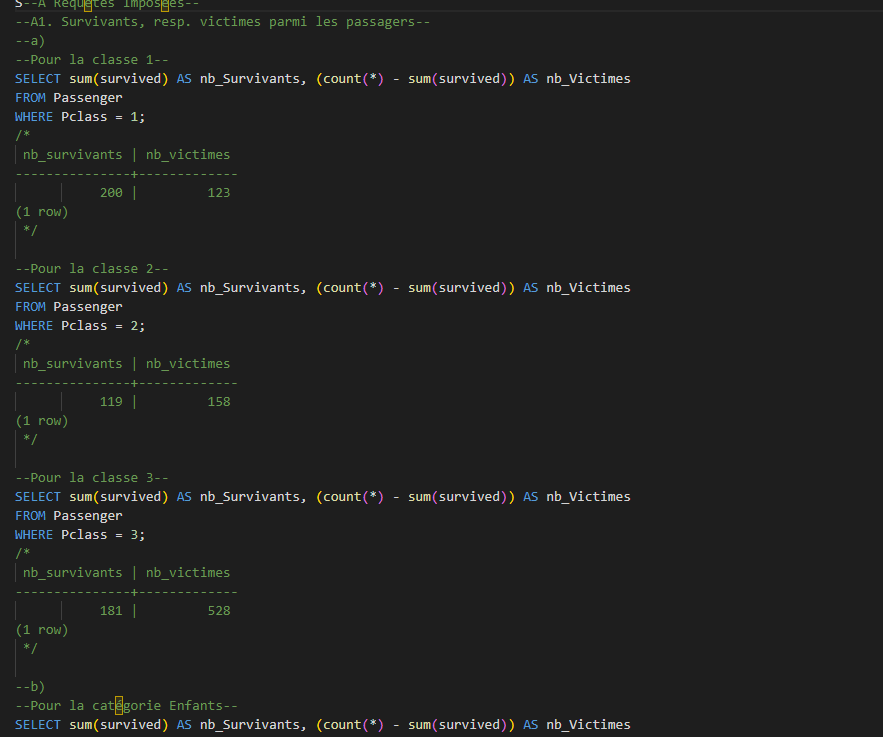 S--A Requêtes Imposées--
--A1. Survivants, resp. victimes parmi les passagers--
--a)
--Pour la classe 1--
SELECT sum(survived) AS nb_Survivants, (count(*) - sum(survived)) AS nb_Victimes
FROM Passenger
WHERE Pclass = 1;
/*
nb_survivants | nb_victimes
---------------+-------------
200 | 123
(1 row)
*/
--Pour la classe 2--
SELECT sum(survived) AS nb_Survivants, (count(*) - sum(survived)) AS nb_Victimes
FROM Passenger
WHERE Pclass = 2;
/*
nb_survivants | nb_victimes
---------------+-------------
119 | 158
(1 row)
*/
--Pour la classe 3--
SELECT sum(survived) AS nb_Survivants, (count(*) - sum(survived)) AS nb_Victimes
FROM Passenger
WHERE Pclass = 3;
/*
nb_survivants | nb_victimes
---------------+-------------
181 | 528
(1 row)
*/
--b)
--Pour la catégorie Enfants--
SELECT sum(survived) AS nb_Survivants, (count(*) - sum(survived)) AS nb_Victimes